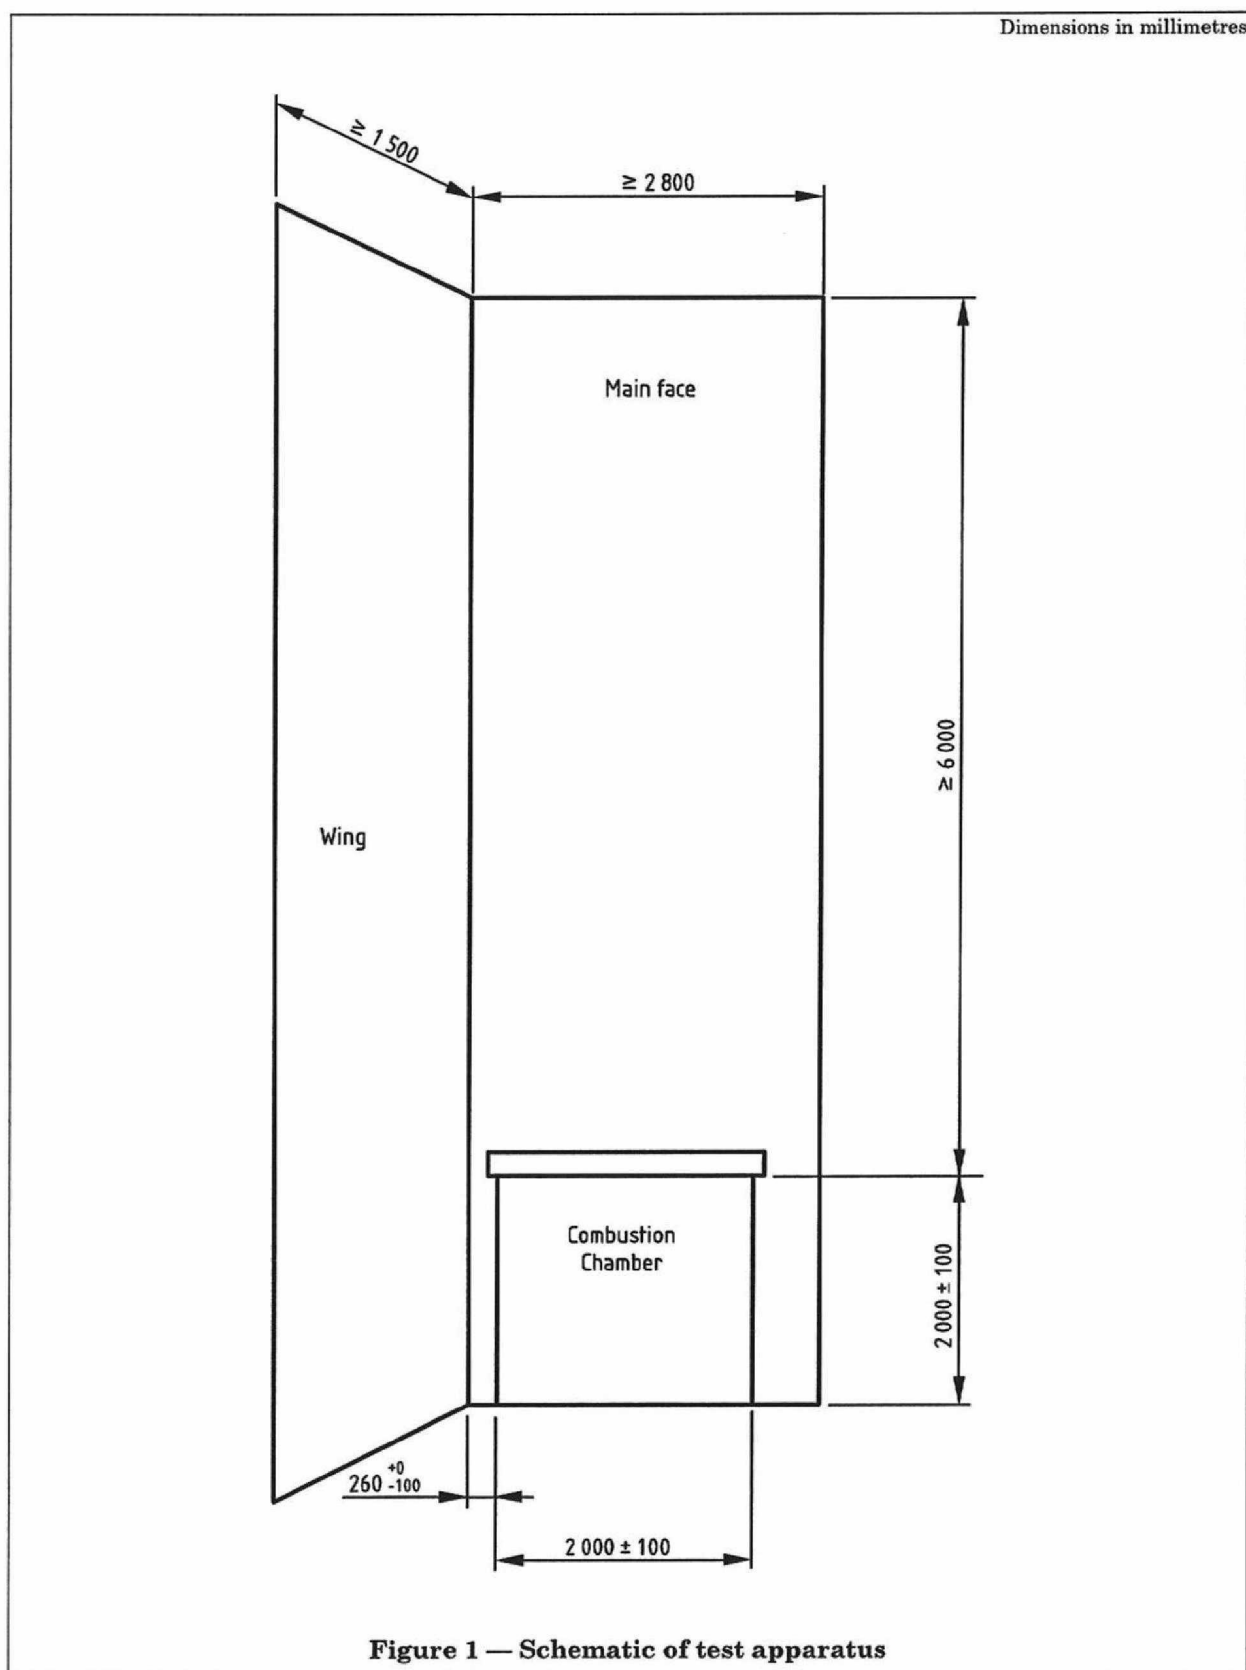 Dimensions in millimetres
≥ 1 500
≥ 2 800
Main face
≥ 6 000
Wing
Combustion
Chamber
2 000 ± 100
260 +0 -100
2 000 ± 100
Figure 1 — Schematic of test apparatus